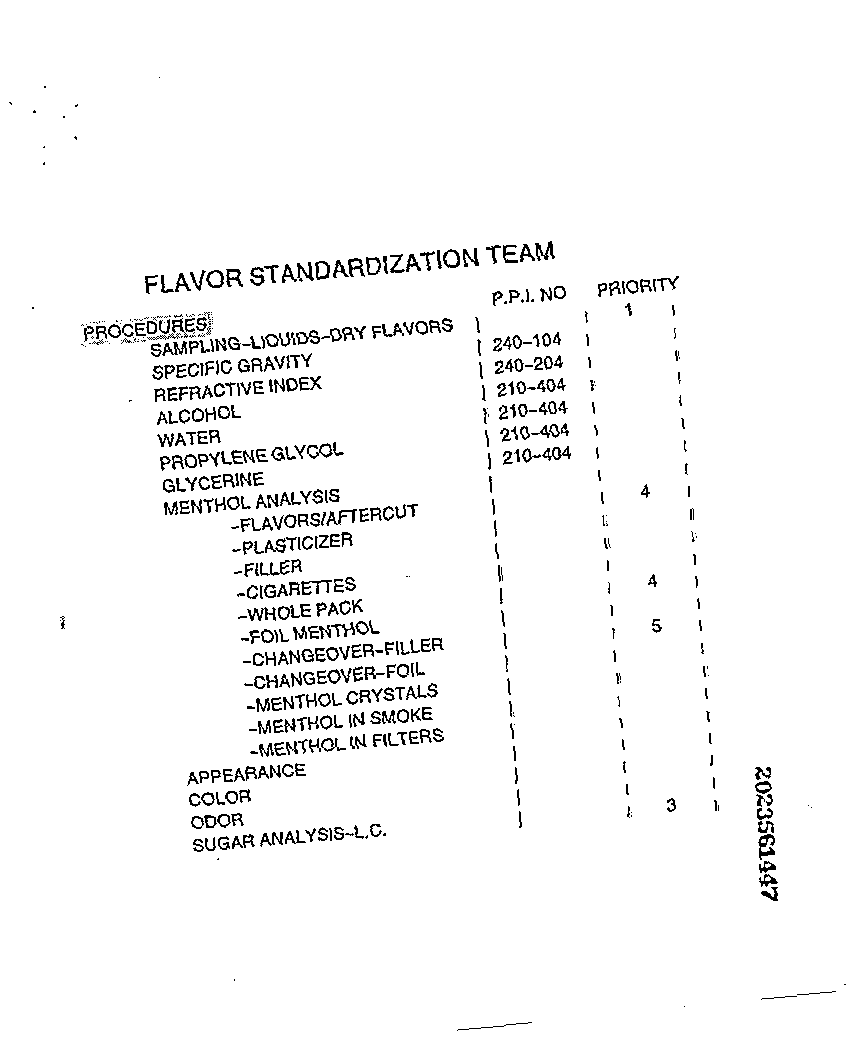 FLAVOR STANDARDIZATION TEAM
P.P.I. NO PRIORITY
PROCEDURES
SAMPLING-LIQUIDS-DRY FLAVORS 1
SPECIFIC GRAVITY 240-104
REFRACTIVE INDEX 240-204
ALCOHOL 210-404
WATER 210-404
PROPYLENE GLYCOL 210-404
GLYCERINE 210-404
MENTHOL ANALYSIS
-FLAVORS/AFTERCUT 4
-PLASTICIZER
-FILLER
-CIGARETTES
-WHOLE PACK 4
-FOIL MENTHOL
-CHANGEOVER-FILLER 5
-CHANGEOVER-FOIL
-MENTHOL CRYSTALS
-MENTHOL IN SMOKE
-MENTHOL IN FILTERS
APPEARANCE
COLOR
ODOR
SUGAR ANALYSIS-L.C. 3
2023561447